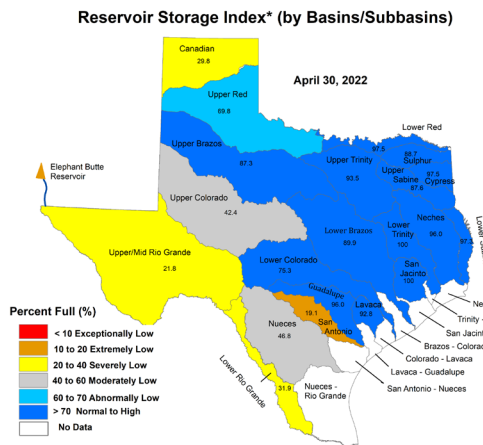 Reservoir Storage Index* (by Basins/Subbasins)
April 30, 2022
Canadian
29.8
Upper Red
69.8
Lower Red
97.5
Upper Brazos
87.3
Upper Trinity
93.5
Sulphur
Upper
Sabine
57.6
Cypress
Elephant Butte
Reservoir
Upper Colorado
42.4
Neches
96.0
Lower
Trinity
100
Lower Brazos
89.9
Upper/Mid Rio Grande
21.8
Lower Colorado
75.3
San
Jacinto
100
Guadalupe
96.0
Lavaca
92.5
19.1
San
Antonio
Nueces
46.8
Lower Rio Grande
31.9
Nueces -
Rio Grande
San Antonio - Nueces
Lavaca - Guadalupe
Colorado - Lavaca
Brazos - Colorad
San Jacint
Trinity -
Ne
Percent Full (%)
< 10 Exceptionally Low
10 to 20 Extremely Low
20 to 40 Severely Low
40 to 60 Moderately Low
60 to 70 Abnormally Low
> 70 Normal to High
No Data